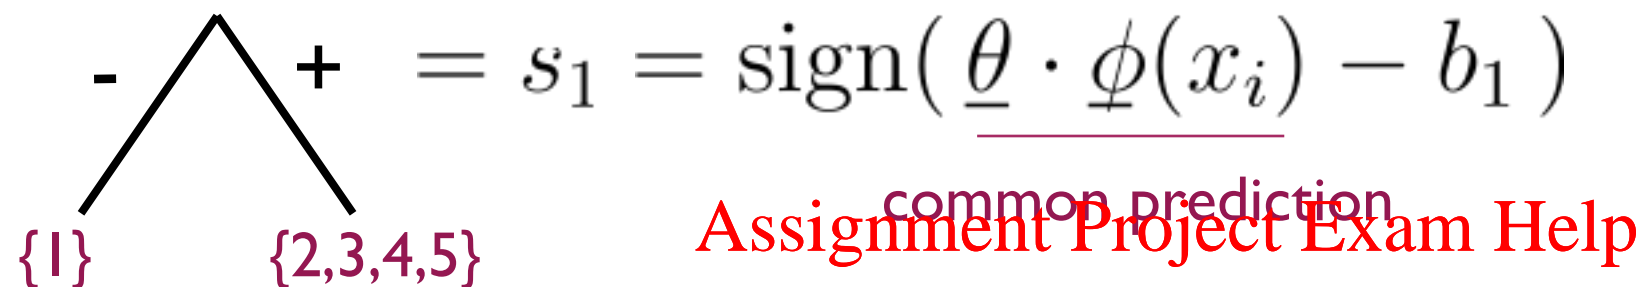 - + = s₁ = sign( θ · ϕ(xᵢ) − b₁ )
common prediction
Assignment Project Exam Help
{1} {2,3,4,5}